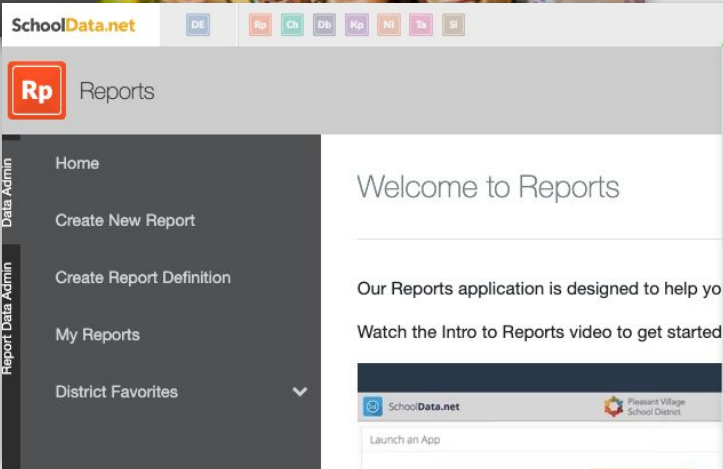 SchoolData.net
DE
Rp Ch Db Kp Ni Ta Si
Rp Reports
Data Admin
Report Data Admin
Home
Create New Report
Create Report Definition
My Reports
District Favorites
Welcome to Reports
Our Reports application is designed to help yo
Watch the Intro to Reports video to get started
SchoolData.net
Pleasant Village
School District
Launch an App